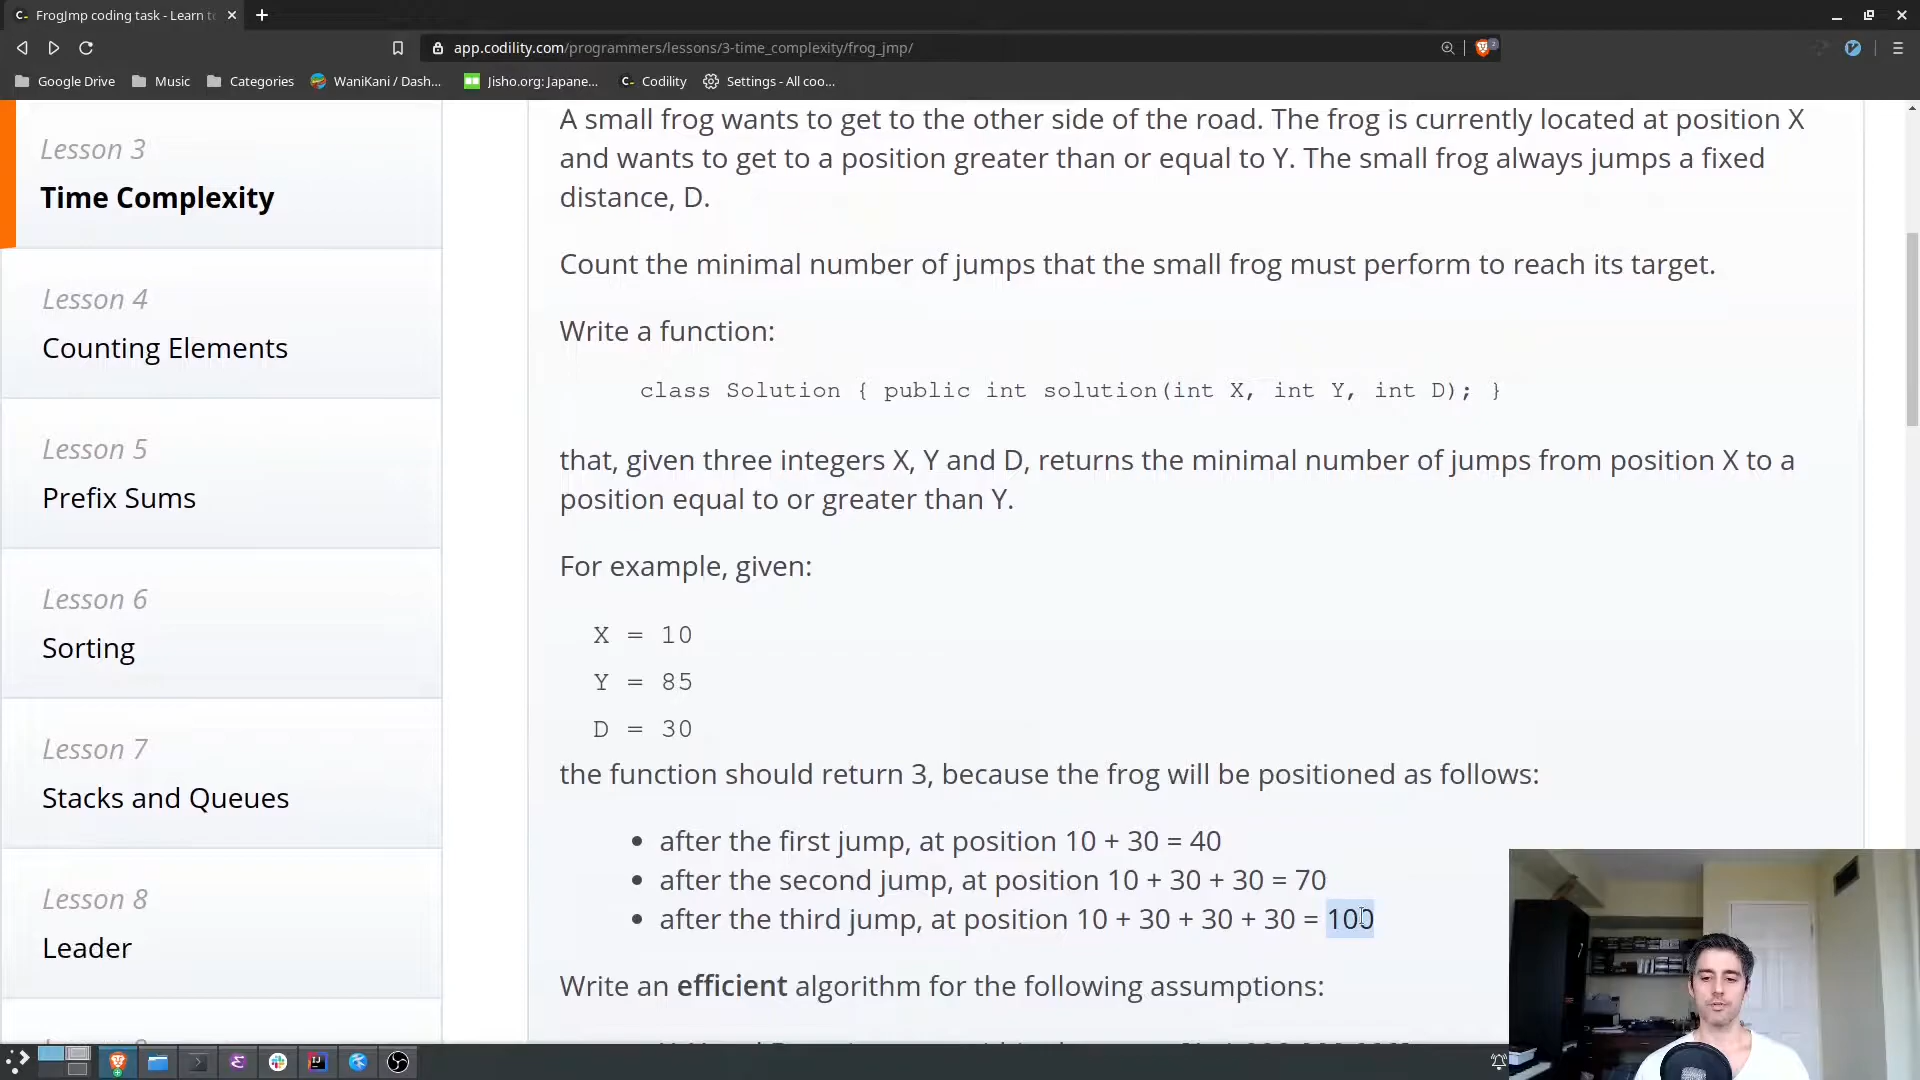 FrogJmp coding task - Learn to
app.codility.com/programmers/lessons/3-time_complexity/frog_jmp/
Google Drive Music Categories WaniKani / Dash... Jisho.org: Japane... Codility Settings - All coo...
Lesson 3
Time Complexity
Lesson 4
Counting Elements
Lesson 5
Prefix Sums
Lesson 6
Sorting
Lesson 7
Stacks and Queues
Lesson 8
Leader
A small frog wants to get to the other side of the road. The frog is currently located at position X
and wants to get to a position greater than or equal to Y. The small frog always jumps a fixed
distance, D.
Count the minimal number of jumps that the small frog must perform to reach its target.
Write a function:
class Solution { public int solution(int X, int Y, int D); }
that, given three integers X, Y and D, returns the minimal number of jumps from position X to a
position equal to or greater than Y.
For example, given:
X = 10
Y = 85
D = 30
the function should return 3, because the frog will be positioned as follows:
• after the first jump, at position 10 + 30 = 40
• after the second jump, at position 10 + 30 + 30 = 70
• after the third jump, at position 10 + 30 + 30 + 30 = 100
Write an efficient algorithm for the following assumptions: